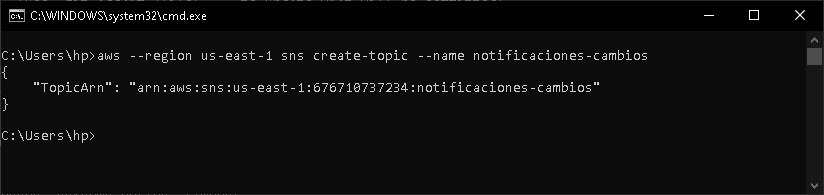 C:\WINDOWS\system32\cmd.exe
C:\Users\hp>aws --region us-east-1 sns create-topic --name notificaciones-cambios
{
    "TopicArn": "arn:aws:sns:us-east-1:676710737234:notificaciones-cambios"
}
C:\Users\hp>